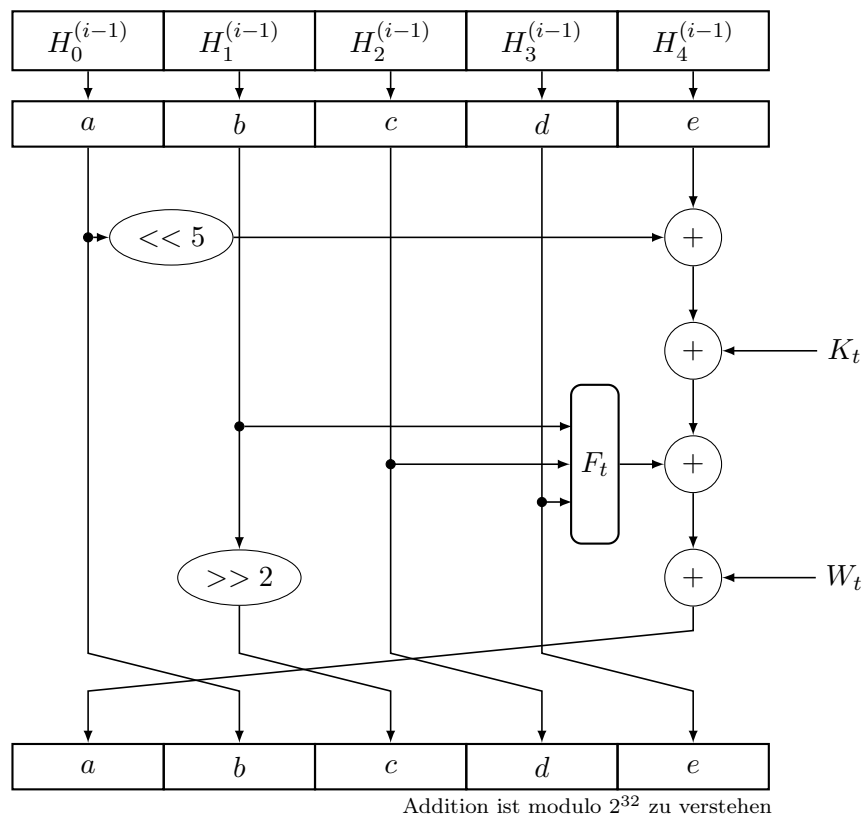 H_0^{(i-1)} H_1^{(i-1)} H_2^{(i-1)} H_3^{(i-1)} H_4^{(i-1)}
a b c d e
<< 5 +
+ K_t
F_t +
>> 2 + W_t
a b c d e
Addition ist modulo 2^{32} zu verstehen